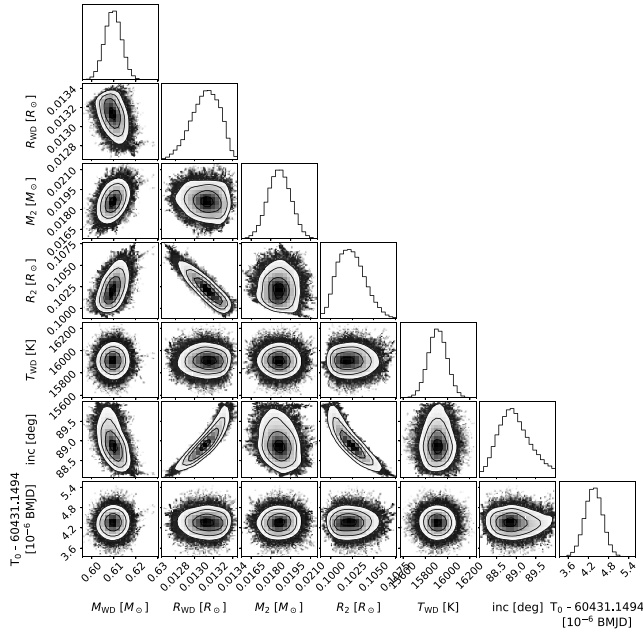 0.0134
0.0132
0.0130
0.0128
R_WD [R_⊙]
0.0210
0.0195
0.0180
0.0165
M_2 [M_⊙]
0.1075
0.1050
0.1025
0.1000
R_2 [R_⊙]
16200
16000
15800
15600
T_WD [K]
89.5
89.0
88.5
inc [deg]
5.4
4.8
4.2
3.6
T_0 - 60431.1494
[10^-6 BMJD]
0.60 0.61 0.62 0.63
0.0128 0.0130 0.0132 0.0134
0.0165 0.0180 0.0195 0.0210
0.1000 0.1025 0.1050 0.1075
15600 15800 16000 16200
88.5 89.0 89.5
3.6 4.2 4.8 5.4
M_WD [M_⊙] R_WD [R_⊙] M_2 [M_⊙] R_2 [R_⊙] T_WD [K] inc [deg] T_0 - 60431.1494
[10^-6 BMJD]